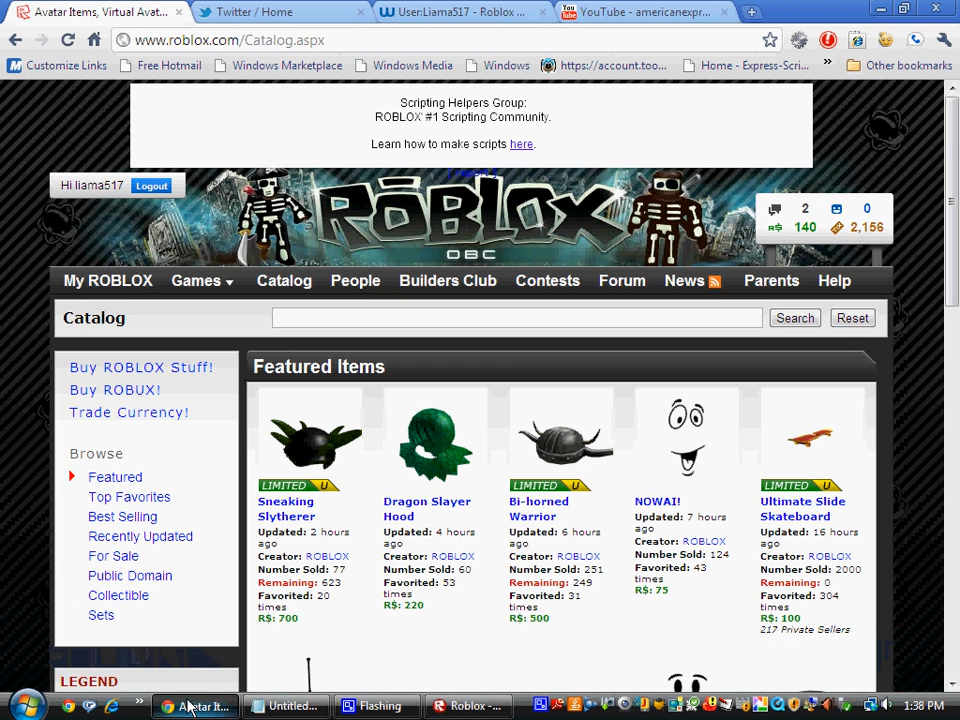 Avatar Items, Virtual Avat...
Twitter / Home
User:Liama517 - Roblox ...
YouTube - americanexpr...
www.roblox.com/Catalog.aspx
Customize Links
Free Hotmail
Windows Marketplace
Windows Media
Windows
https://account.too...
Home - Express-Scri...
»
Other bookmarks
Scripting Helpers Group:
ROBLOX' #1 Scripting Community.
Learn how to make scripts here.
[ report ]
Hi liama517
Logout
ROBLOX
OBC
2
0
R$ 140
2,156
My ROBLOX
Games
Catalog
People
Builders Club
Contests
Forum
News
Parents
Help
Catalog
Search
Reset
Buy ROBLOX Stuff!
Buy ROBUX!
Trade Currency!
Browse
Featured
Top Favorites
Best Selling
Recently Updated
For Sale
Public Domain
Collectible
Sets
LEGEND
Featured Items
LIMITED U
Sneaking
Slytherer
Updated: 2 hours
ago
Creator: ROBLOX
Number Sold: 77
Remaining: 623
Favorited: 20
times
R$: 700
Dragon Slayer
Hood
Updated: 4 hours
ago
Creator: ROBLOX
Number Sold: 60
Favorited: 53
times
R$: 220
LIMITED U
Bi-horned
Warrior
Updated: 6 hours
ago
Creator: ROBLOX
Number Sold: 251
Remaining: 249
Favorited: 31
times
R$: 500
NOWAI!
Updated: 7 hours
ago
Creator: ROBLOX
Number Sold: 124
Favorited: 43
times
R$: 75
LIMITED U
Ultimate Slide
Skateboard
Updated: 16 hours
ago
Creator: ROBLOX
Number Sold: 2000
Remaining: 0
Favorited: 304
times
R$: 100
217 Private Sellers
»
Avatar It...
Untitled...
Flashing
Roblox -...
1:38 PM